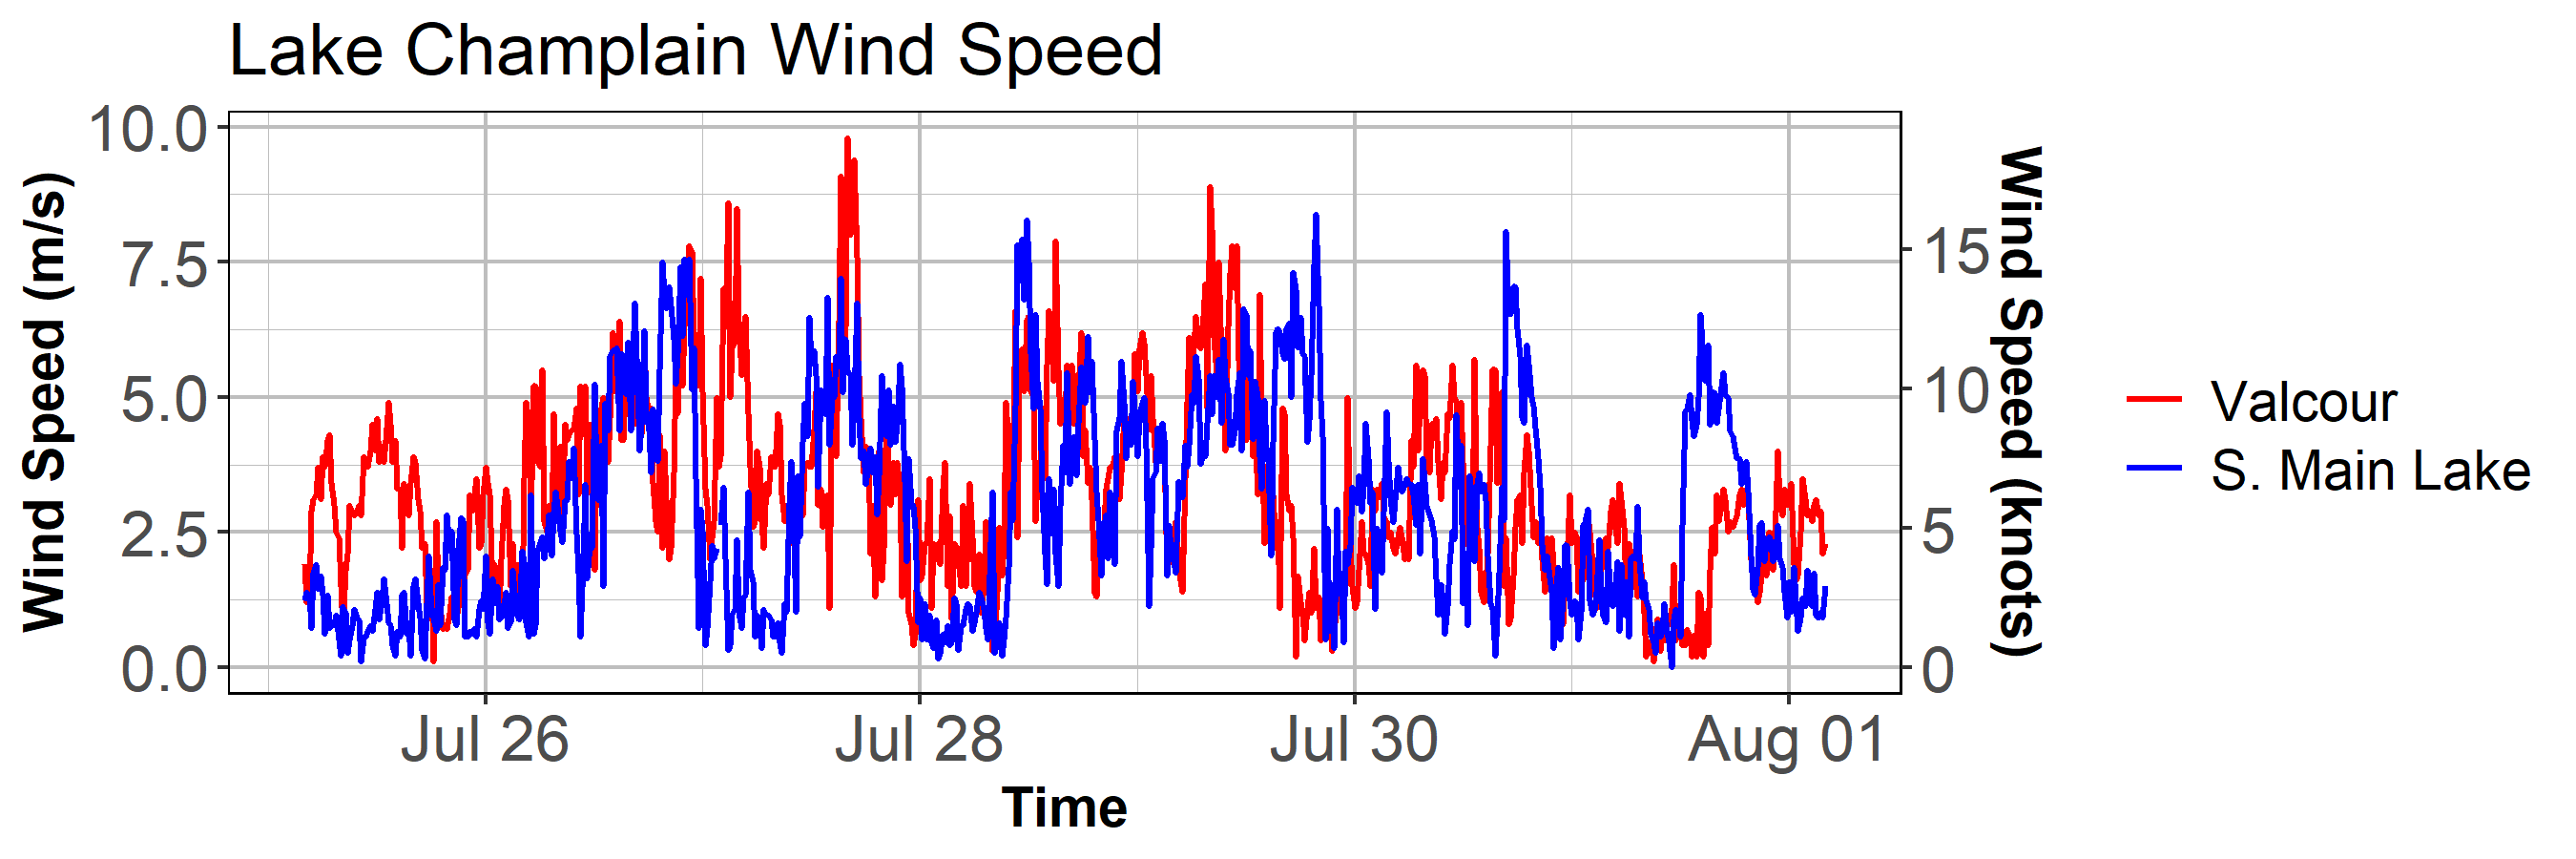 Lake Champlain Wind Speed
Wind Speed (m/s)
10.0
7.5
5.0
2.5
0.0
Jul 26
Jul 28
Jul 30
Aug 01
Time
15
10
5
0
Wind Speed (knots)
Valcour
S. Main Lake